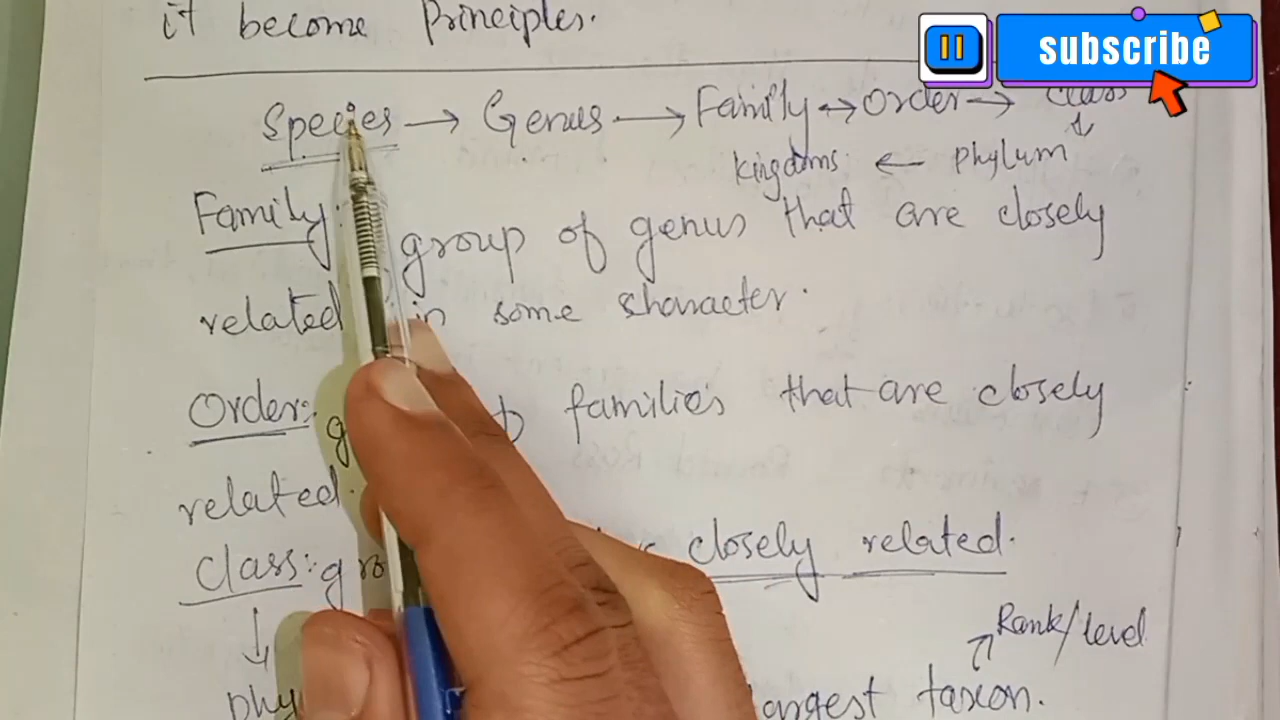 it become Principles.
subscribe
Species → Genus → Family ↔ Order → Class
↓
kingdoms ← phylum
Family: group of genus that are closely
related in some character.
Order: families that are closely
related.
Class: closely related.
↓ Rank/level
taxon.